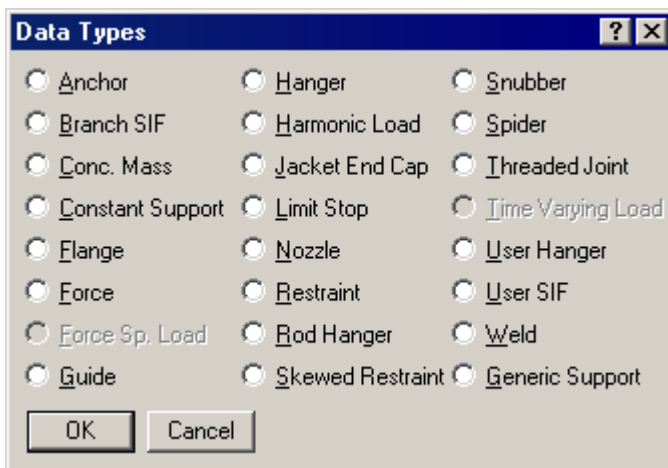 Data Types
Anchor
Branch SIF
Conc. Mass
Constant Support
Flange
Force
Force Sp. Load
Guide
Hanger
Harmonic Load
Jacket End Cap
Limit Stop
Nozzle
Restraint
Rod Hanger
Skewed Restraint
Snubber
Spider
Threaded Joint
Time Varying Load
User Hanger
User SIF
Weld
Generic Support
OK
Cancel